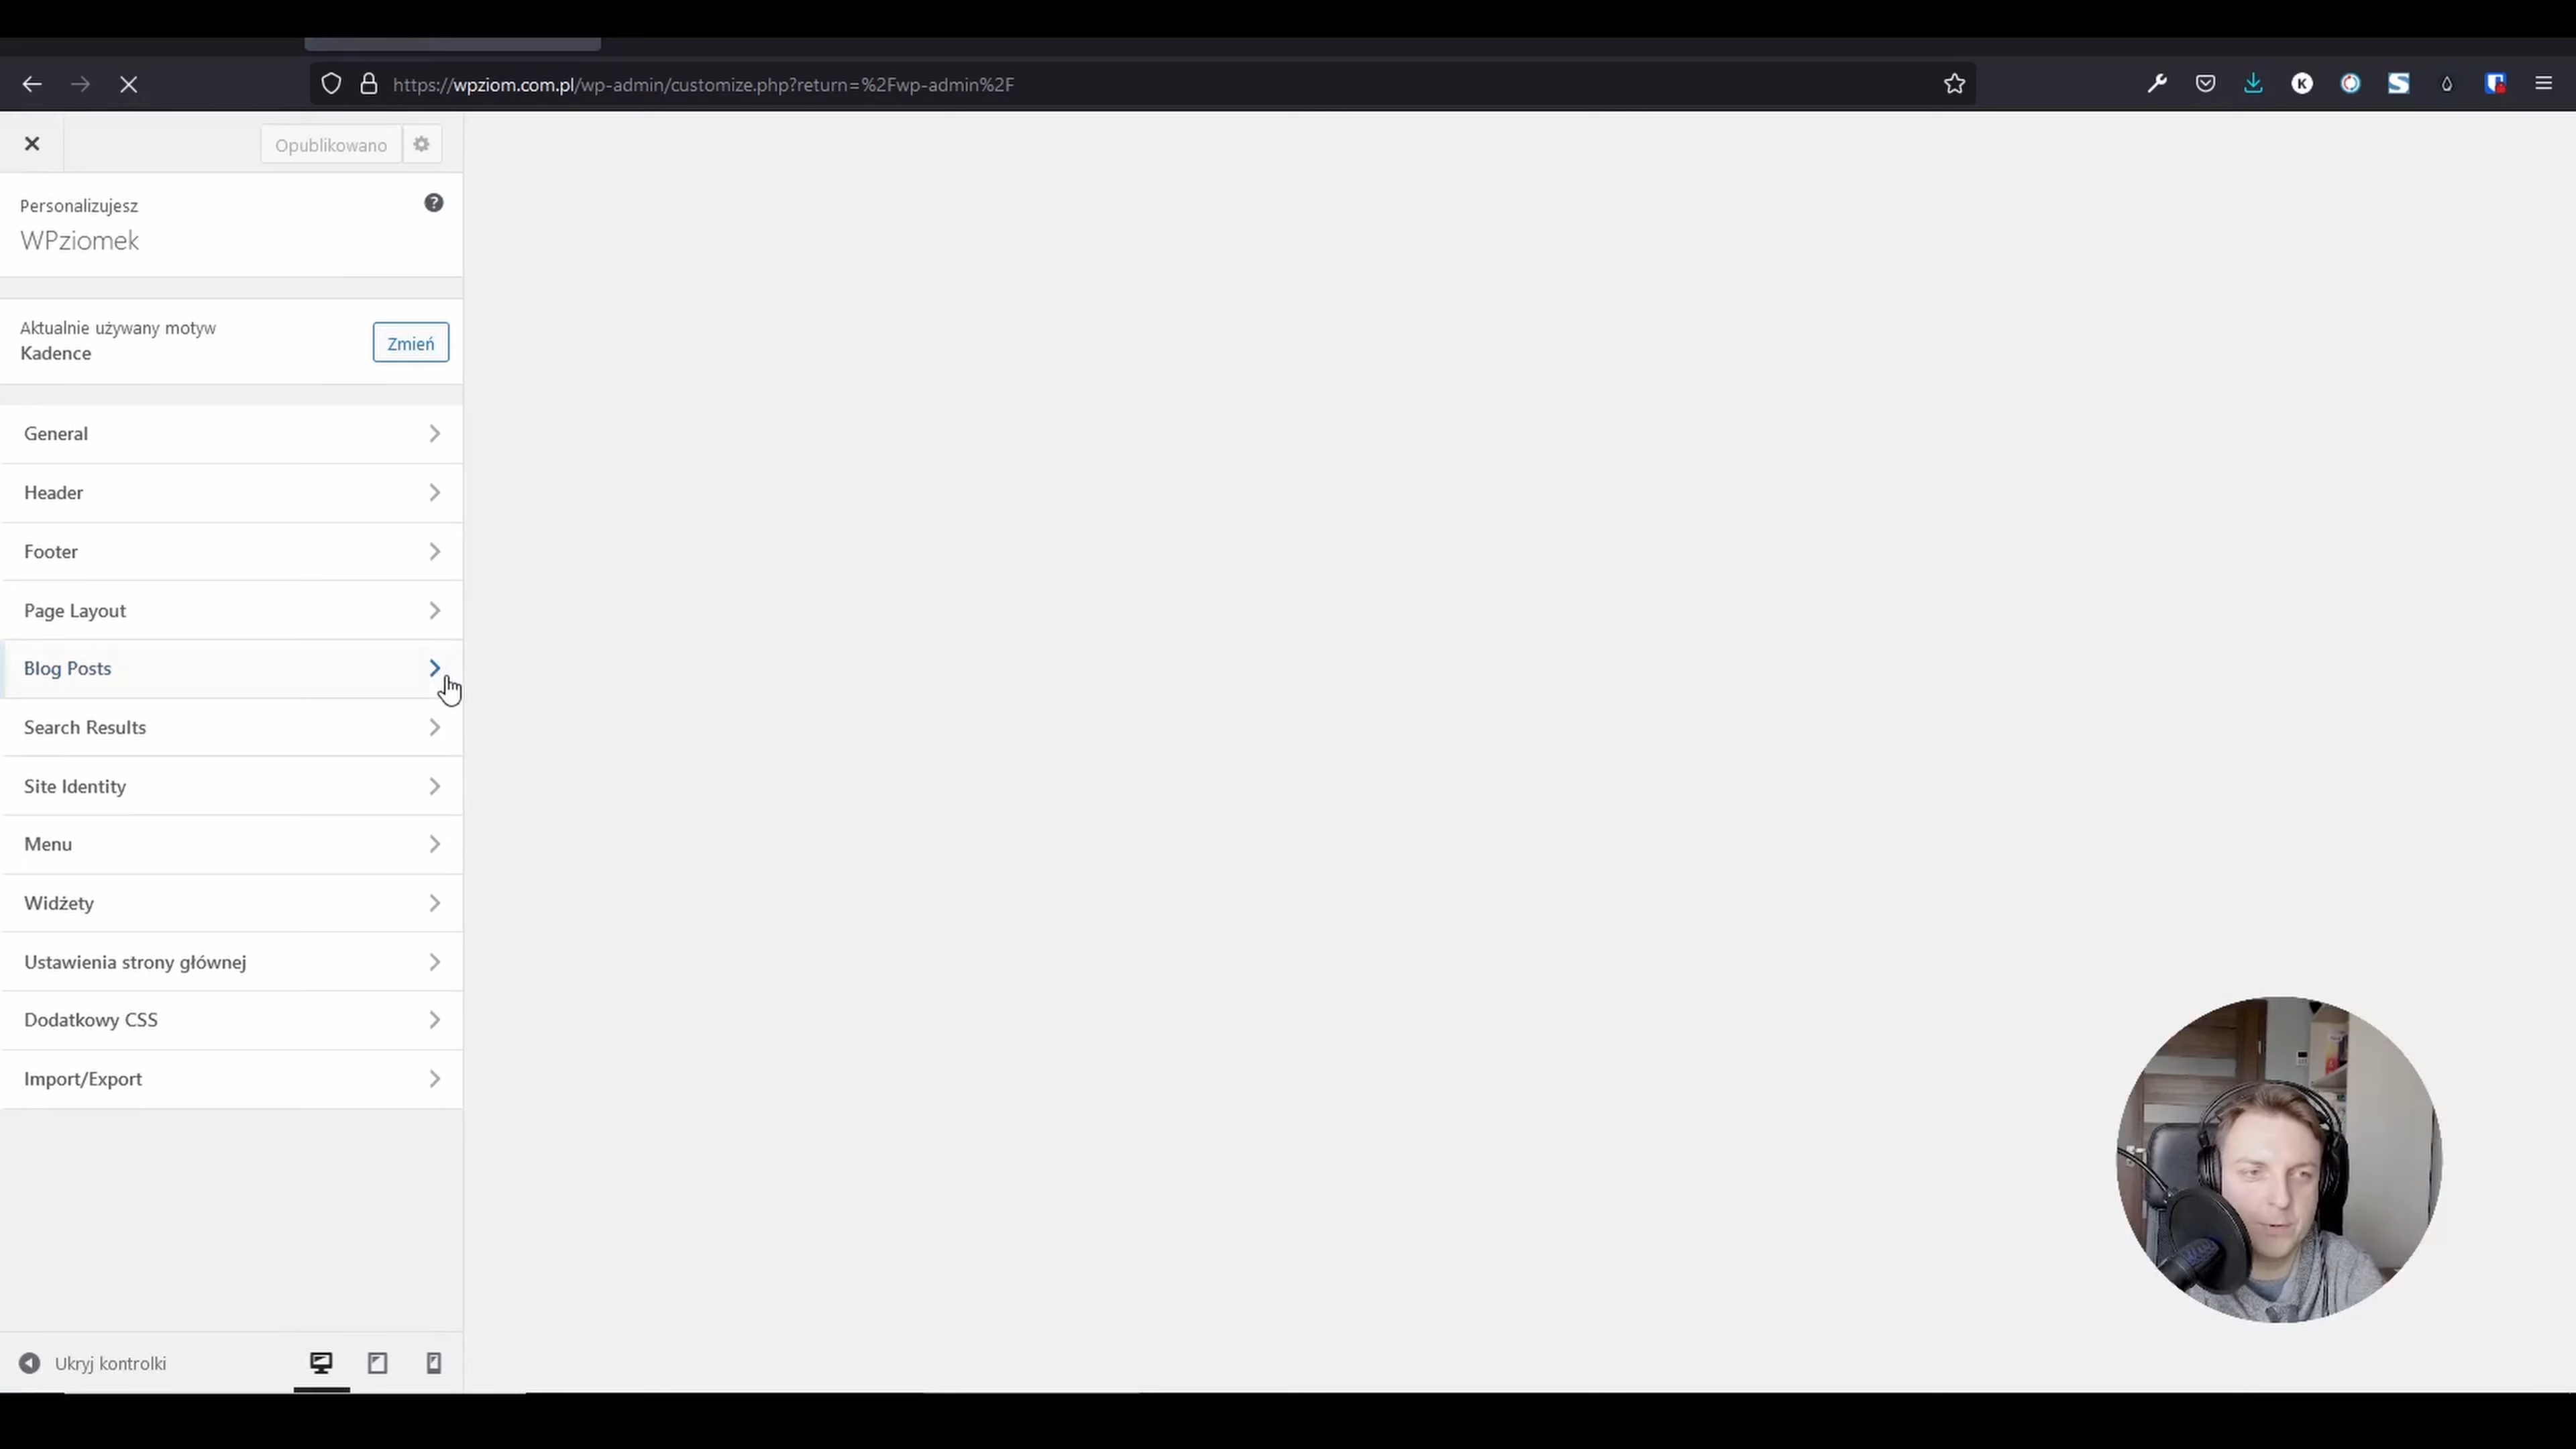 https://wpziom.com.pl/wp-admin/customize.php?return=%2Fwp-admin%2F
Opublikowano
Personalizujesz
WPziomek
Aktualnie używany motyw
Kadence
Zmień
General
Header
Footer
Page Layout
Blog Posts
Search Results
Site Identity
Menu
Widżety
Ustawienia strony głównej
Dodatkowy CSS
Import/Export
Ukryj kontrolki